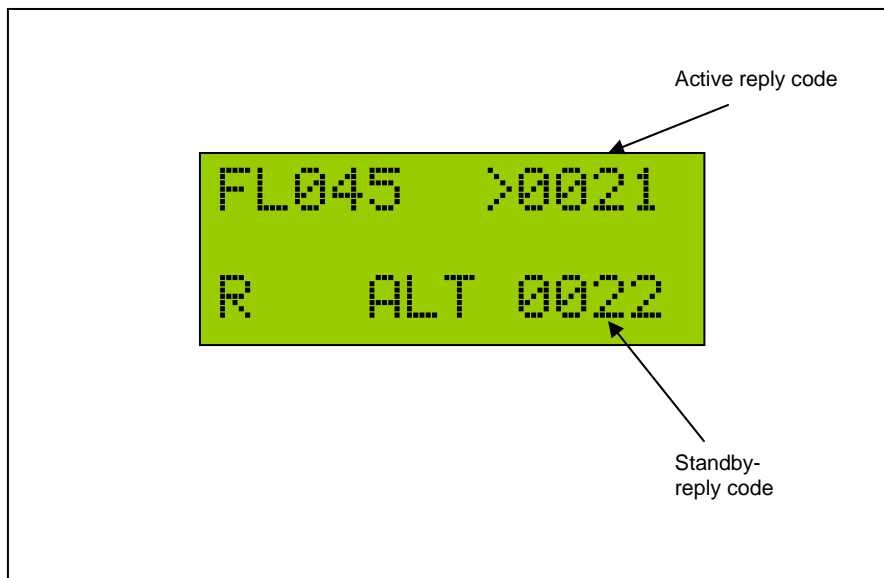 Active reply code
FL045 >0021
R ALT 0022
Standby-
reply code